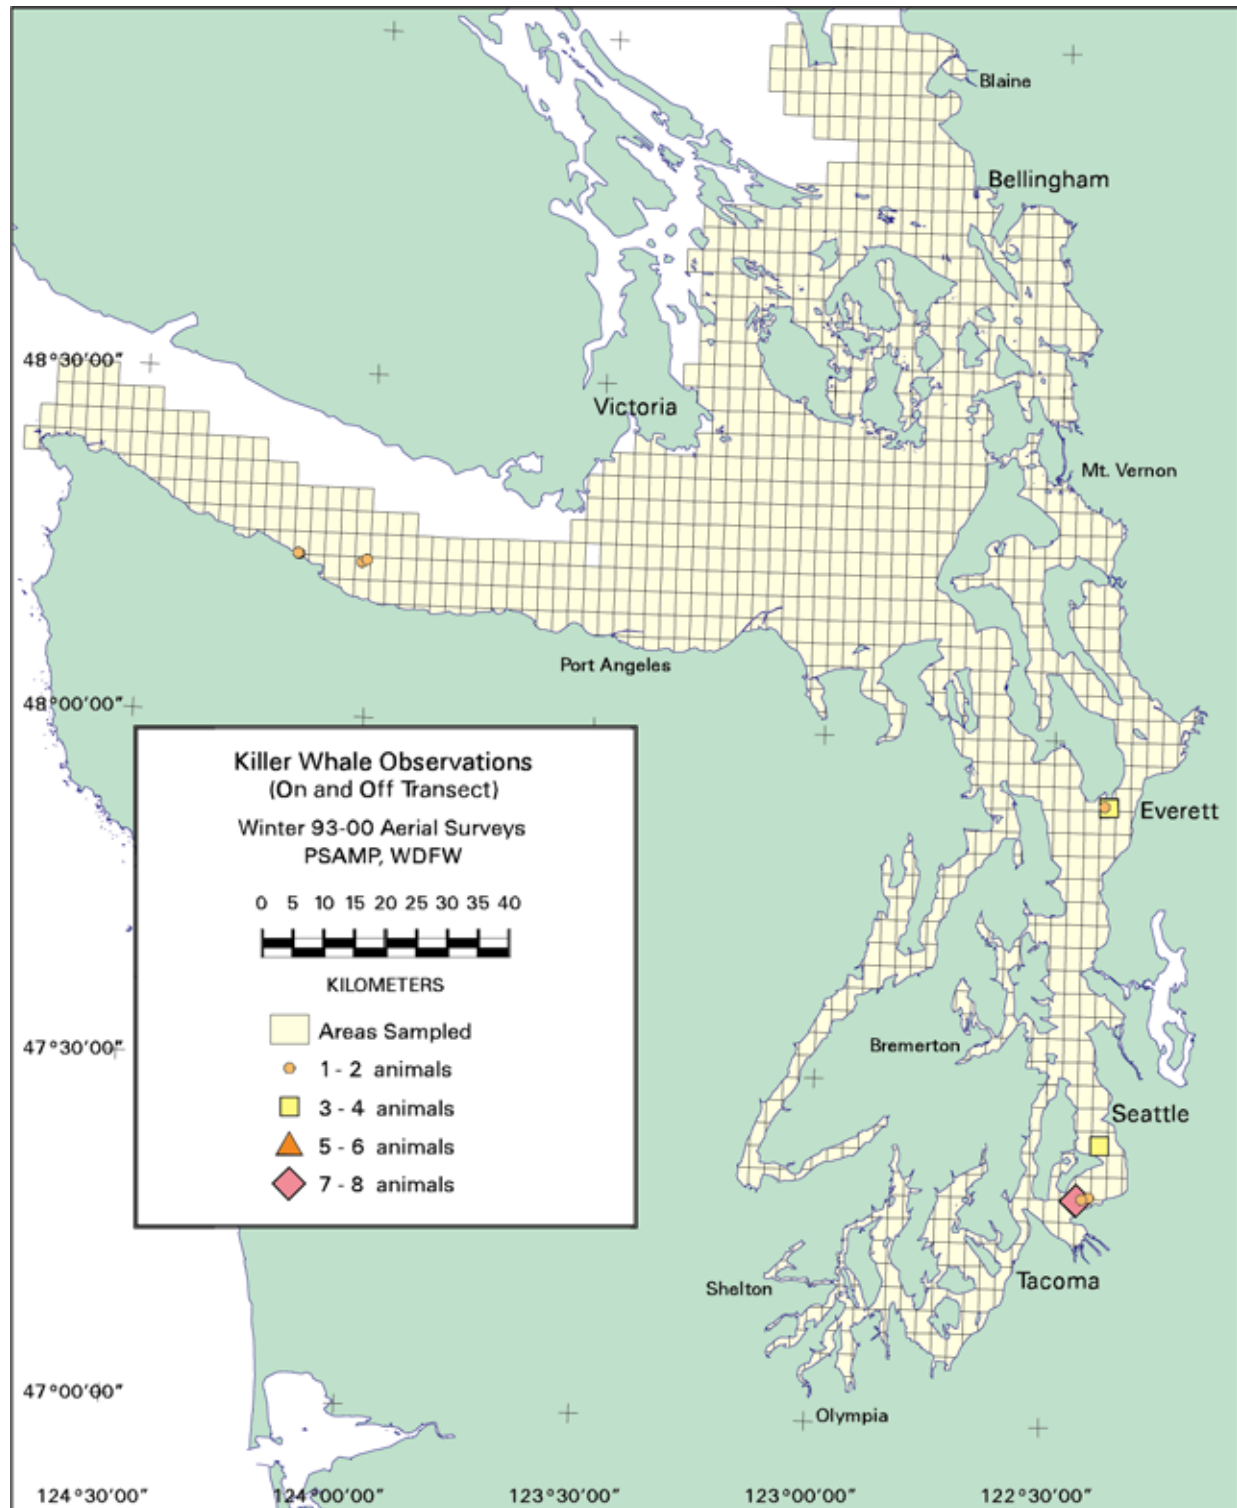 Blaine
Bellingham
48°30'00"
Victoria
Mt. Vernon
Port Angeles
48°00'00"
Killer Whale Observations
(On and Off Transect)
Winter 93-00 Aerial Surveys
PSAMP, WDFW
0 5 10 15 20 25 30 35 40
KILOMETERS
Areas Sampled
1 - 2 animals
3 - 4 animals
5 - 6 animals
7 - 8 animals
Everett
47°30'00"
Bremerton
Seattle
Shelton
Tacoma
47°00'00"
Olympia
124°30'00" 124°00'00" 123°30'00" 123°00'00" 122°30'00"